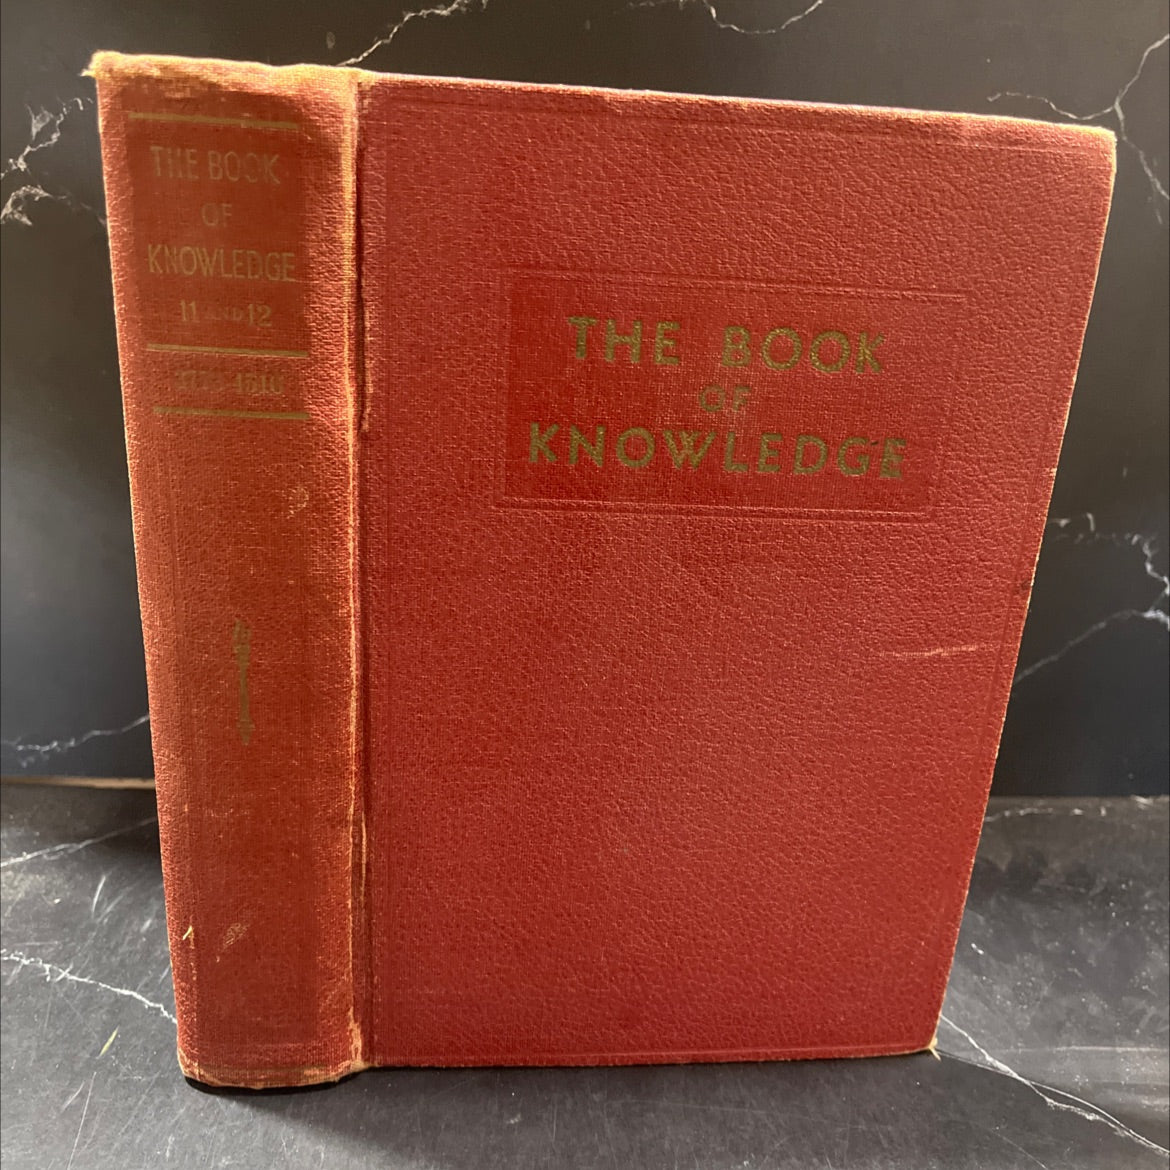 THE BOOK
OF
KNOWLEDGE
11 AND 12
THE BOOK
OF
KNOWLEDGE